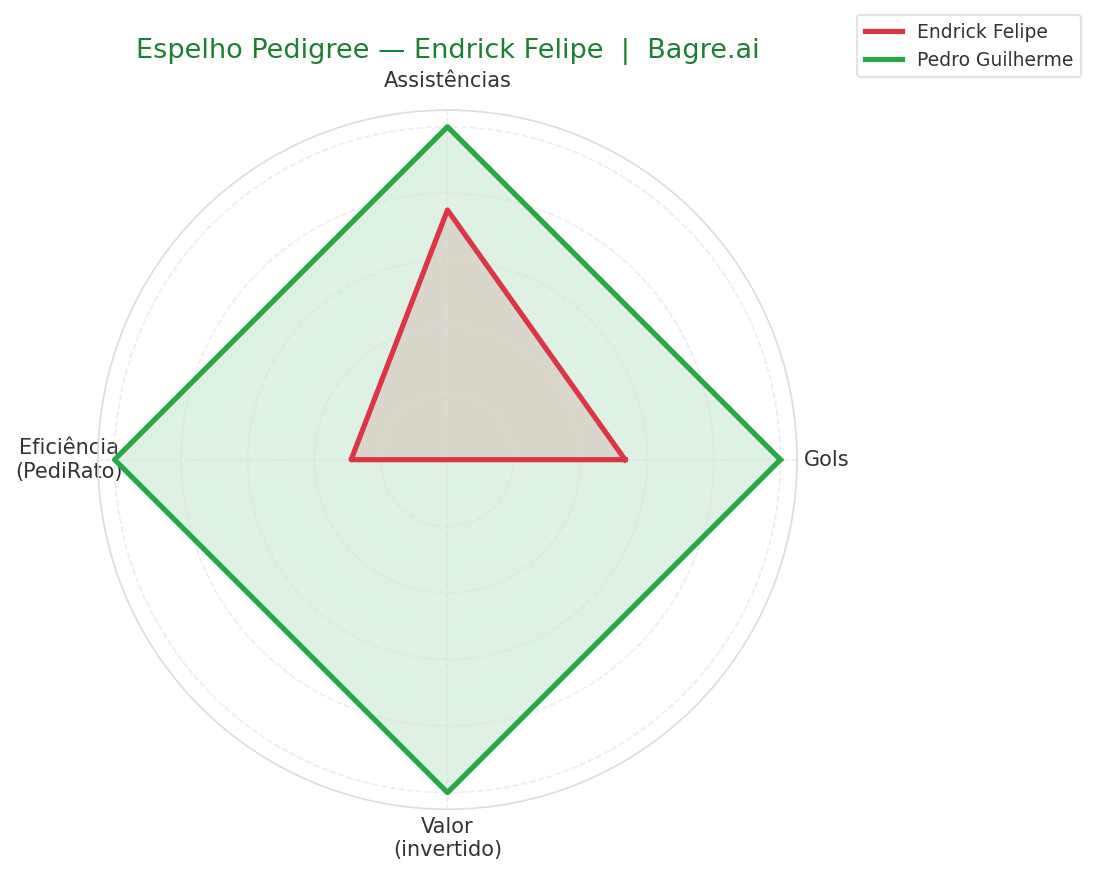 Espelho Pedigree — Endrick Felipe | Bagre.ai
Endrick Felipe
Pedro Guilherme
Assistências
Eficiência
(PediRato)
Gols
Valor
(invertido)